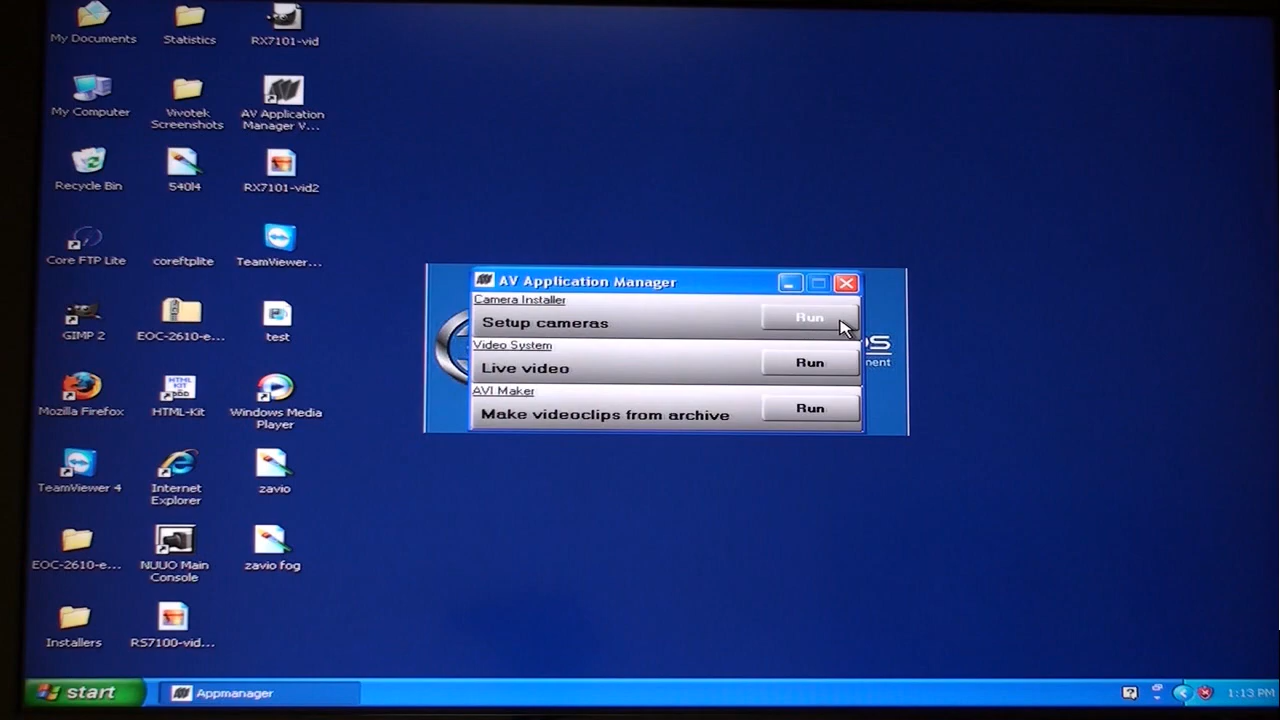 My Documents
Statistics
RX7101-vid
My Computer
Vivotek
Screenshots
AV Application
Manager V...
Recycle Bin
540l4
RX7101-vid2
Core FTP Lite
coreftplite
TeamViewer...
GIMP 2
EOC-2610-e...
test
Mozilla Firefox
HTML
KIT
HTML-Kit
Windows Media
Player
TeamViewer 4
Internet
Explorer
zavio
EOC-2610-e...
NUUO Main
Console
zavio fog
Installers
RS7100-vid...
AV Application Manager
Camera Installer
Setup cameras
Run
Video System
Live video
Run
AVI Maker
Make videoclips from archive
Run
start
Appmanager
1:13 PM